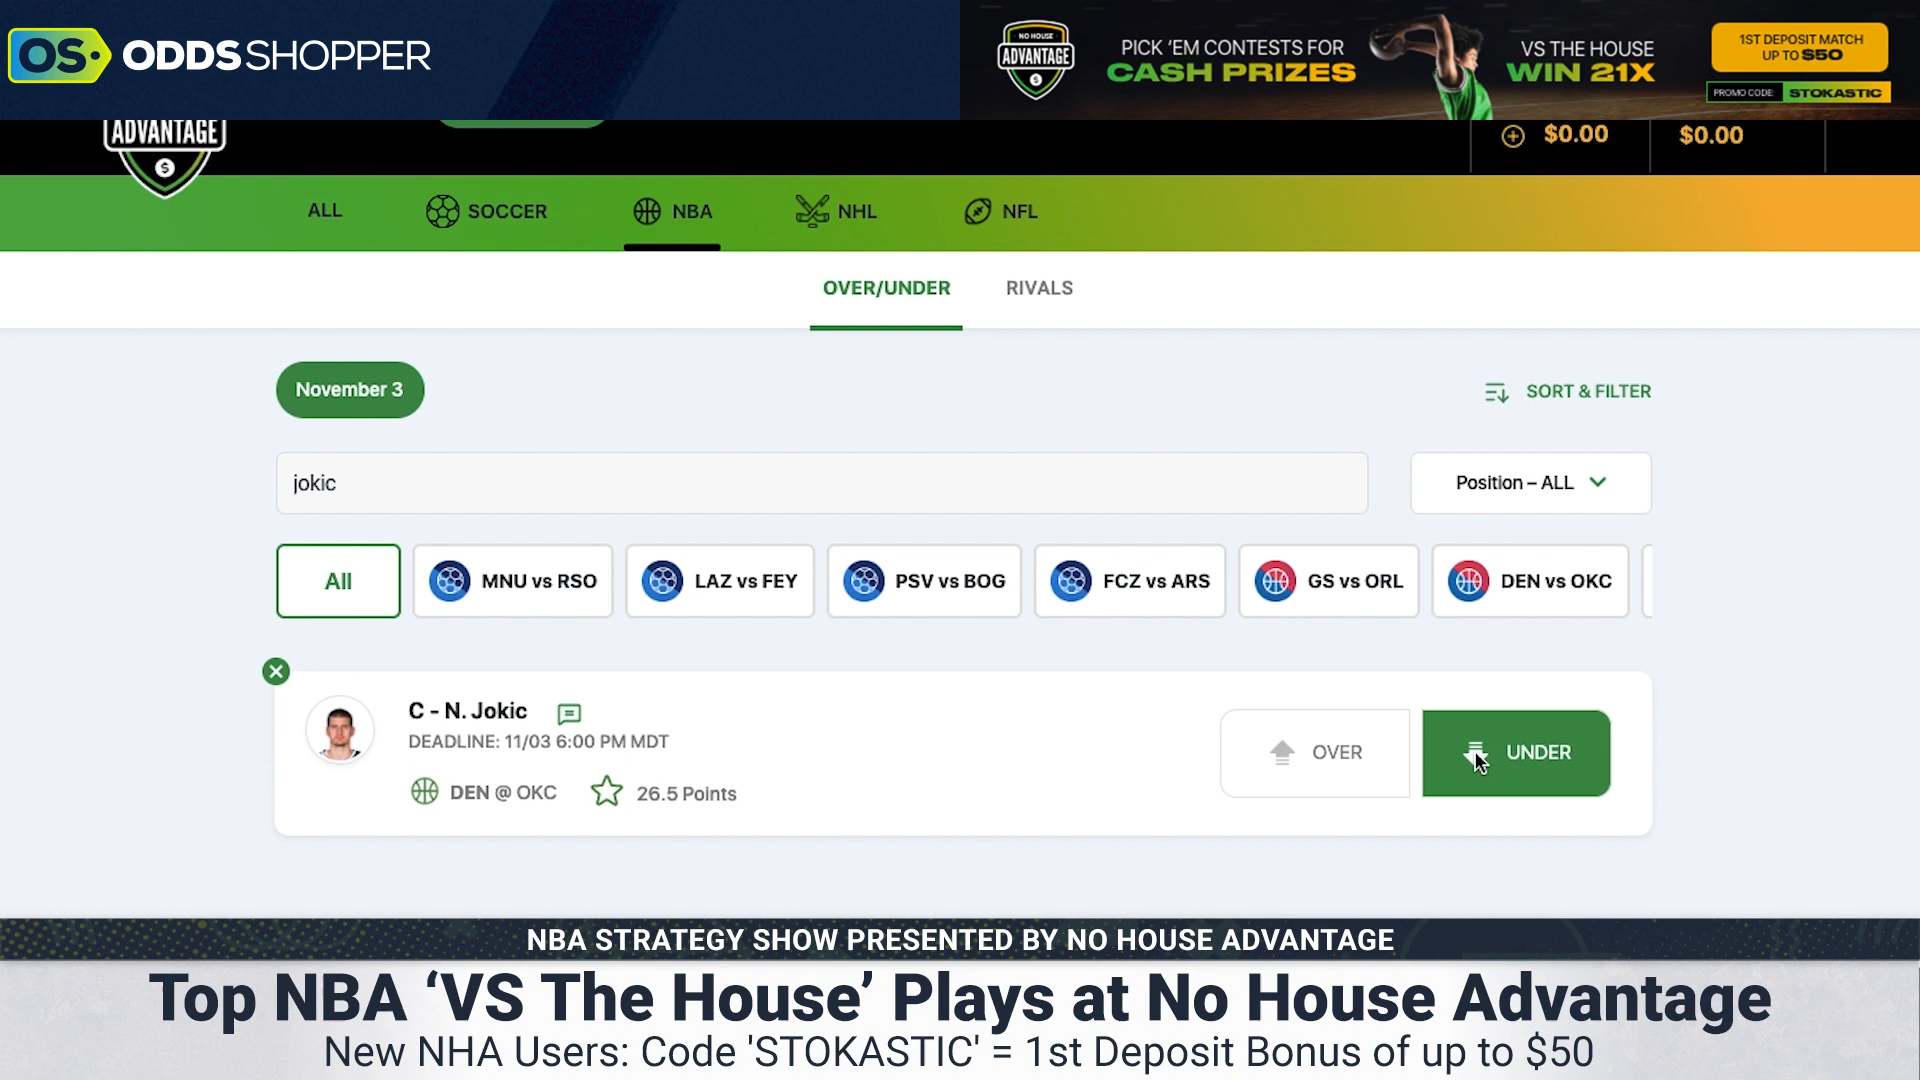 OS ODDSSHOPPER
NO HOUSE
ADVANTAGE
$
PICK 'EM CONTESTS FOR
CASH PRIZES
VS THE HOUSE
WIN 21X
1ST DEPOSIT MATCH
UP TO $50
PROMO CODE: STOKASTIC
ADVANTAGE
$
$0.00
$0.00
ALL
SOCCER
NBA
NHL
NFL
OVER/UNDER
RIVALS
November 3
SORT & FILTER
jokic
Position – ALL
All
MNU vs RSO
LAZ vs FEY
PSV vs BOG
FCZ vs ARS
GS vs ORL
DEN vs OKC
C - N. Jokic
DEADLINE: 11/03 6:00 PM MDT
DEN @ OKC
26.5 Points
OVER
UNDER
NBA STRATEGY SHOW PRESENTED BY NO HOUSE ADVANTAGE
Top NBA ‘VS The House’ Plays at No House Advantage
New NHA Users: Code 'STOKASTIC' = 1st Deposit Bonus of up to $50